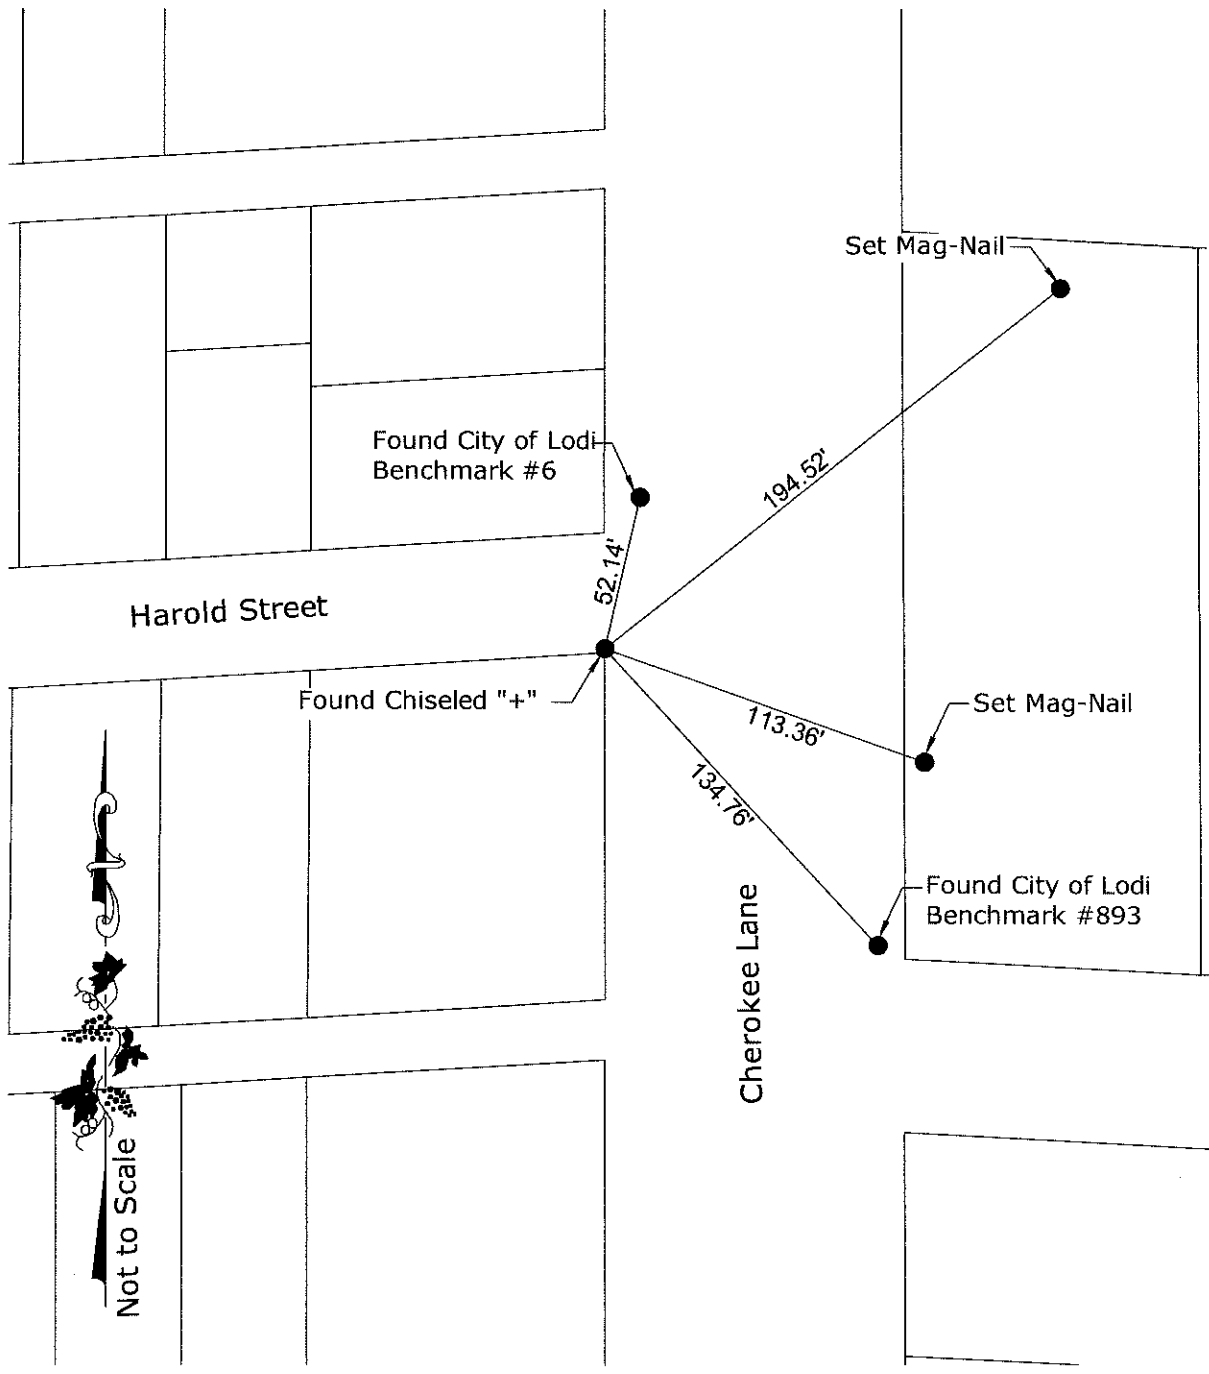 Set Mag-Nail
Found City of Lodi
Benchmark #6
194.52'
52.14'
Harold Street
Found Chiseled "+"
113.36'
Set Mag-Nail
134.76'
Found City of Lodi
Benchmark #893
Cherokee Lane
Not to Scale